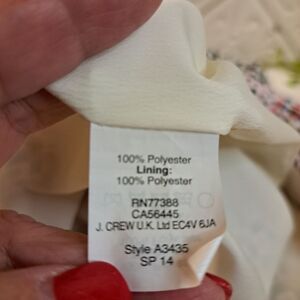 100% Polyester
Lining:
100% Polyester
RN77388
CA56445
J. CREW U.K. Ltd EC4V 6JA
Style A3435
SP 14